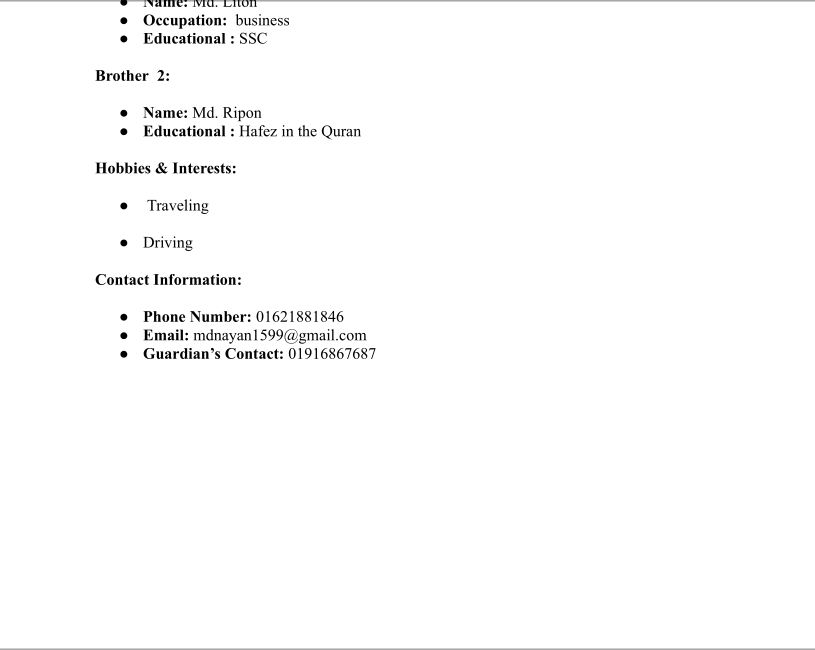 ● Name: Md. Liton
● Occupation:  business
● Educational : SSC
Brother  2:
● Name: Md. Ripon
● Educational : Hafez in the Quran
Hobbies & Interests:
● Traveling
● Driving
Contact Information:
● Phone Number: 01621881846
● Email: mdnayan1599@gmail.com
● Guardian’s Contact: 01916867687